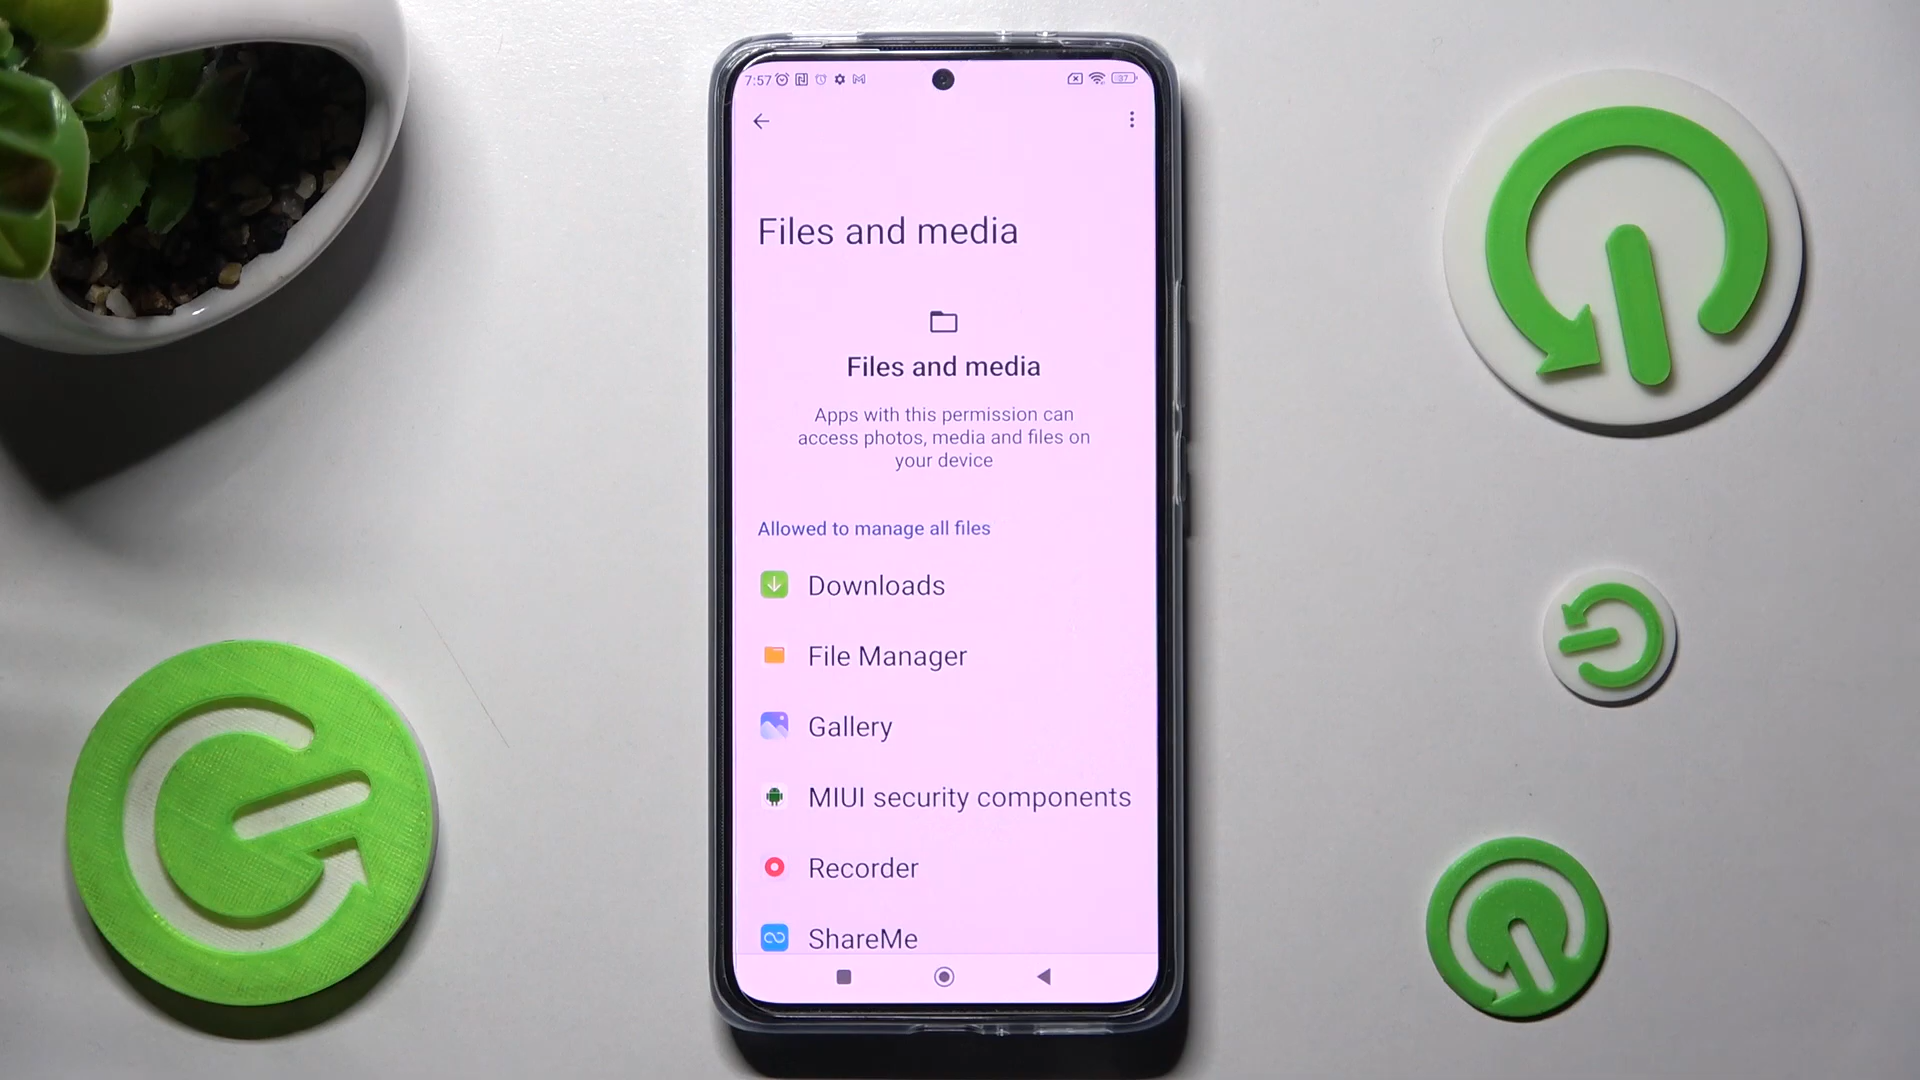 7:57
37
Files and media
Files and media
Apps with this permission can
access photos, media and files on
your device
Allowed to manage all files
Downloads
File Manager
Gallery
MIUI security components
Recorder
ShareMe